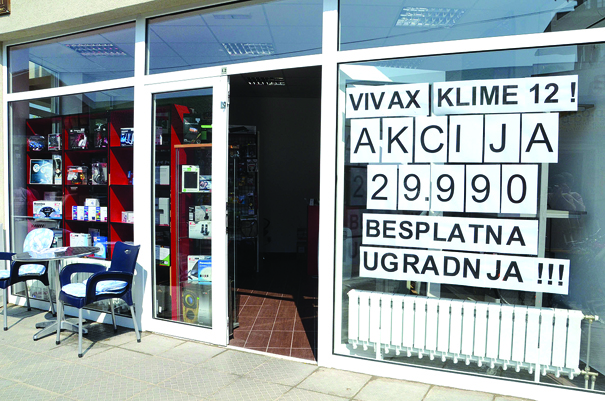 VIVAX KLIME 12 !
AKCIJA
29.990
BESPLATNA
UGRADNJA !!!